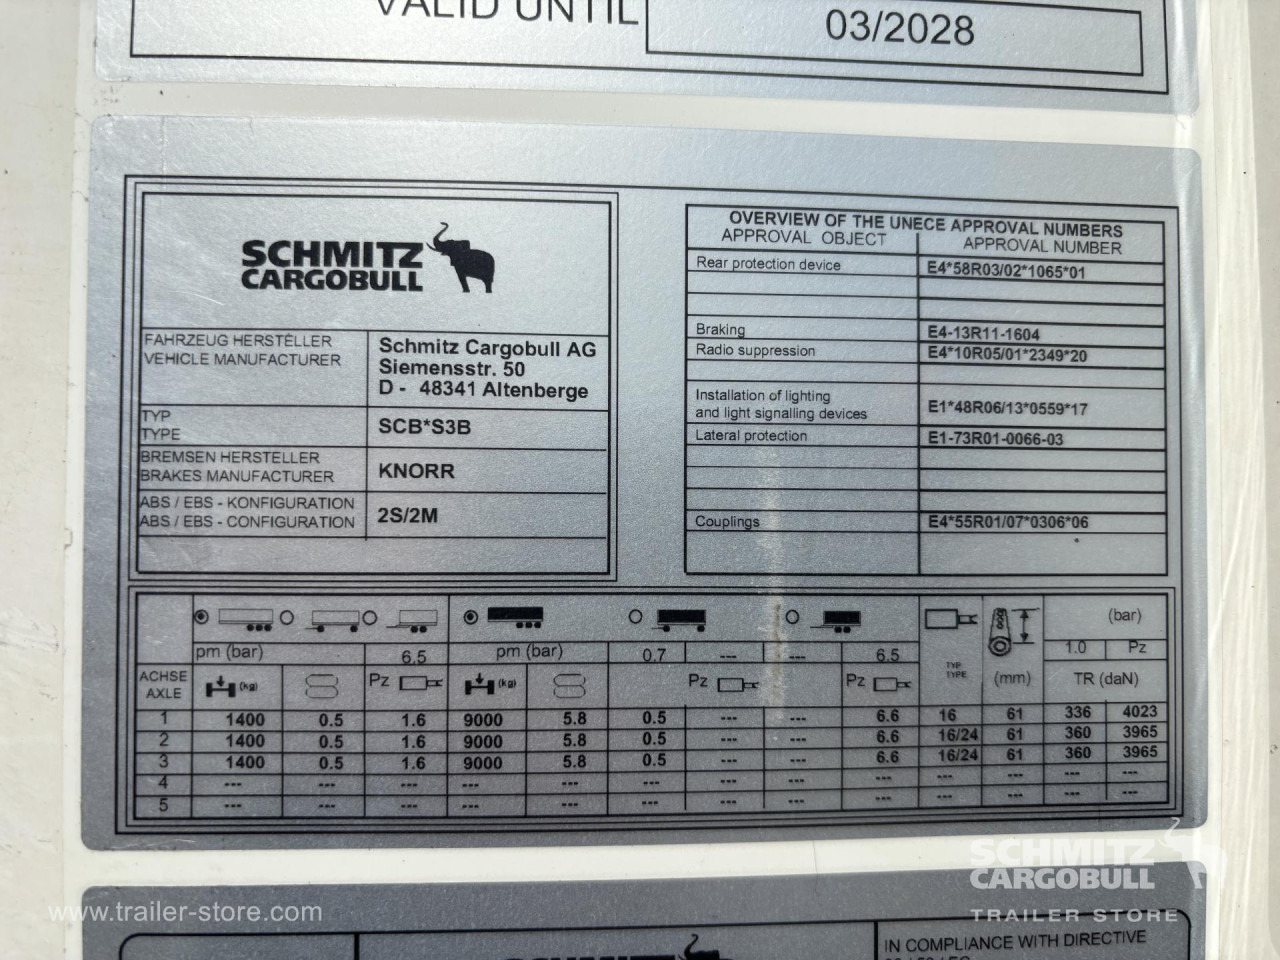 VALID UNTIL 03/2028
SCHMITZ
CARGOBULL
FAHRZEUG HERSTELLER
VEHICLE MANUFACTURER
Schmitz Cargobull AG
Siemensstr. 50
D - 48341 Altenberge
TYP
TYPE
SCB*S3B
BREMSEN HERSTELLER
BRAKES MANUFACTURER
KNORR
ABS / EBS - KONFIGURATION
ABS / EBS - CONFIGURATION
2S/2M
OVERVIEW OF THE UNECE APPROVAL NUMBERS
APPROVAL OBJECT APPROVAL NUMBER
Rear protection device E4*58R03/02*1065*01
Braking E4-13R11-1604
Radio suppression E4*10R05/01*2349*20
Installation of lighting
and light signalling devices E1*48R06/13*0559*17
Lateral protection E1-73R01-0066-03
Couplings E4*55R01/07*0306*06
(bar)
pm (bar) 6.5 pm (bar) 0.7 --- --- 6.5 1.0 Pz
ACHSE
AXLE
(kg) Pz (kg) Pz Pz
TYP
TYPE
(mm) TR (daN)
1 1400 0.5 1.6 9000 5.8 0.5 --- --- 6.6 16 61 336 4023
2 1400 0.5 1.6 9000 5.8 0.5 --- --- 6.6 16/24 61 360 3965
3 1400 0.5 1.6 9000 5.8 0.5 --- --- 6.6 16/24 61 360 3965
4 --- --- --- --- --- --- --- --- --- --- --- --- ---
5 --- --- --- --- --- --- --- --- --- --- --- --- ---
SCHMITZ
CARGOBULL
TRAILER STORE
www.trailer-store.com
SCHMITZ
IN COMPLIANCE WITH DIRECTIVE